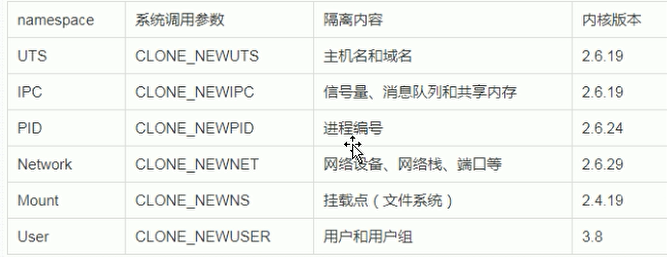 namespace 系统调用参数 隔离内容 内核版本
UTS CLONE_NEWUTS 主机名和域名 2.6.19
IPC CLONE_NEWIPC 信号量、消息队列和共享内存 2.6.19
PID CLONE_NEWPID 进程编号 2.6.24
Network CLONE_NEWNET 网络设备、网络栈、端口等 2.6.29
Mount CLONE_NEWNS 挂载点（文件系统） 2.4.19
User CLONE_NEWUSER 用户和用户组 3.8